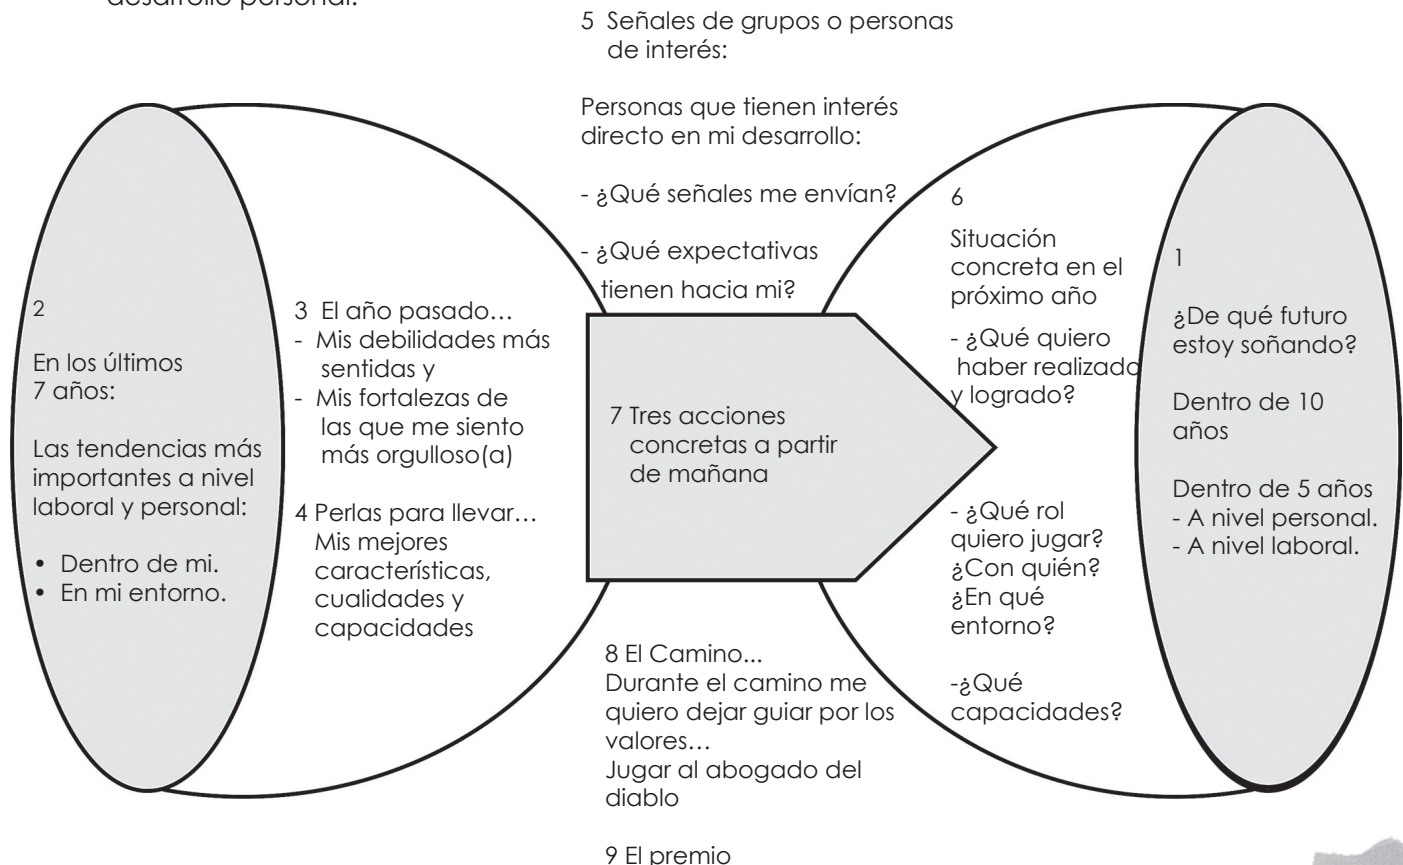 desarrollo personal.
5 Señales de grupos o personas
de interés:
Personas que tienen interés
directo en mi desarrollo:
- ¿Qué señales me envían?
- ¿Qué expectativas
tienen hacia mi?
2
En los últimos
7 años:
Las tendencias más
importantes a nivel
laboral y personal:
• Dentro de mi.
• En mi entorno.
3 El año pasado…
- Mis debilidades más
sentidas y
- Mis fortalezas de
las que me siento
más orgulloso(a)
4 Perlas para llevar…
Mis mejores
características,
cualidades y
capacidades
7 Tres acciones
concretas a partir
de mañana
6
Situación
concreta en el
próximo año
- ¿Qué quiero
haber realizado
y logrado?
- ¿Qué rol
quiero jugar?
¿Con quién?
¿En qué
entorno?
-¿Qué
capacidades?
1
¿De qué futuro
estoy soñando?
Dentro de 10
años
Dentro de 5 años
- A nivel personal.
- A nivel laboral.
8 El Camino...
Durante el camino me
quiero dejar guiar por los
valores…
Jugar al abogado del
diablo
9 El premio